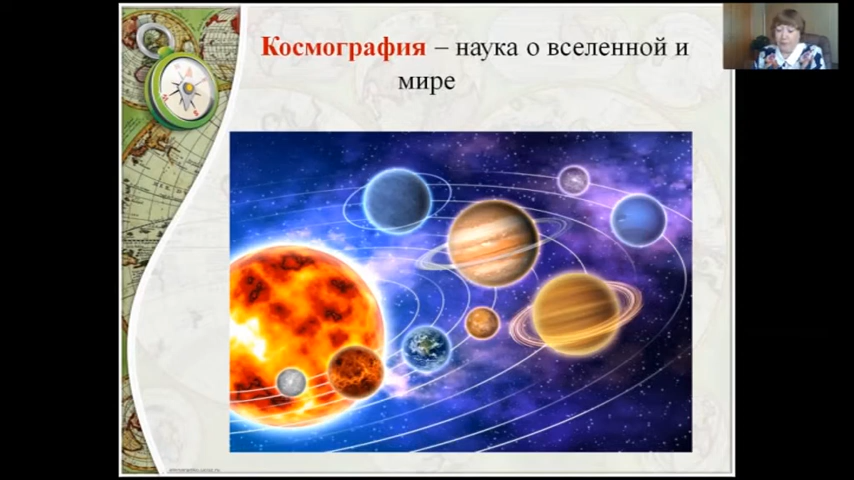 Космография – наука о вселенной и
мире